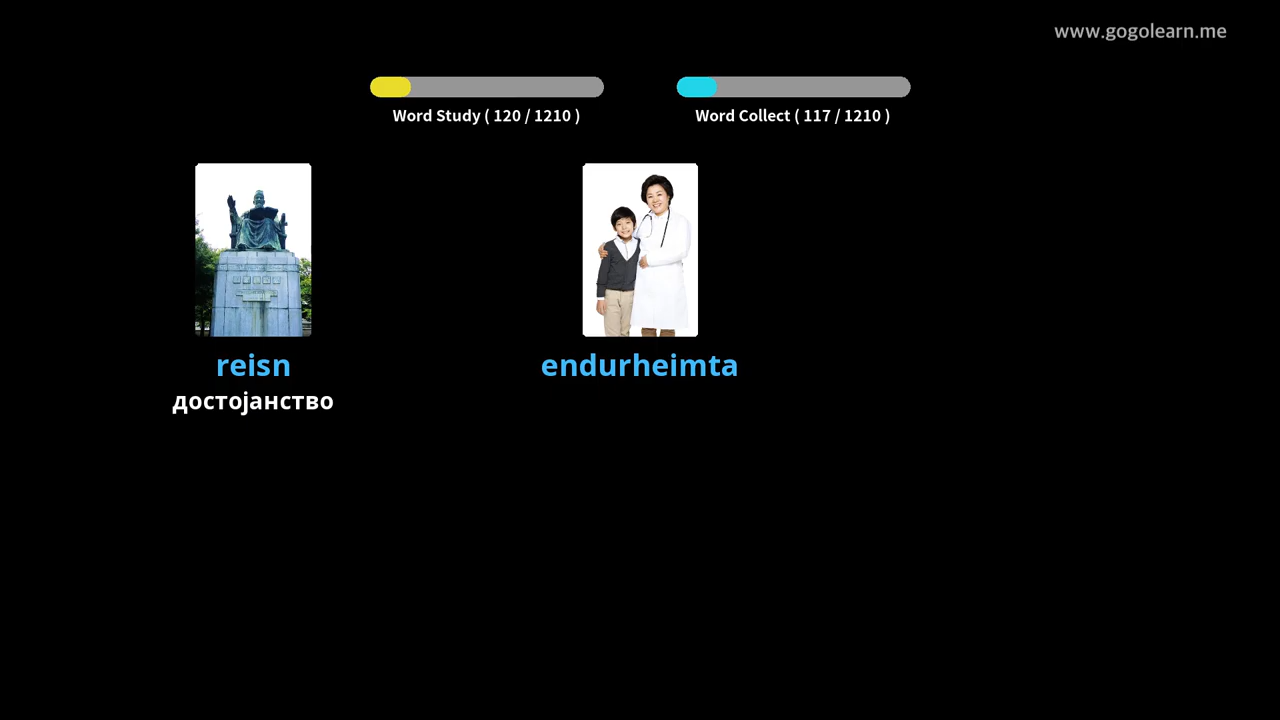 www.gogolearn.me
Word Study ( 120 / 1210 )
Word Collect ( 117 / 1210 )
reisn
достојанство
endurheimta